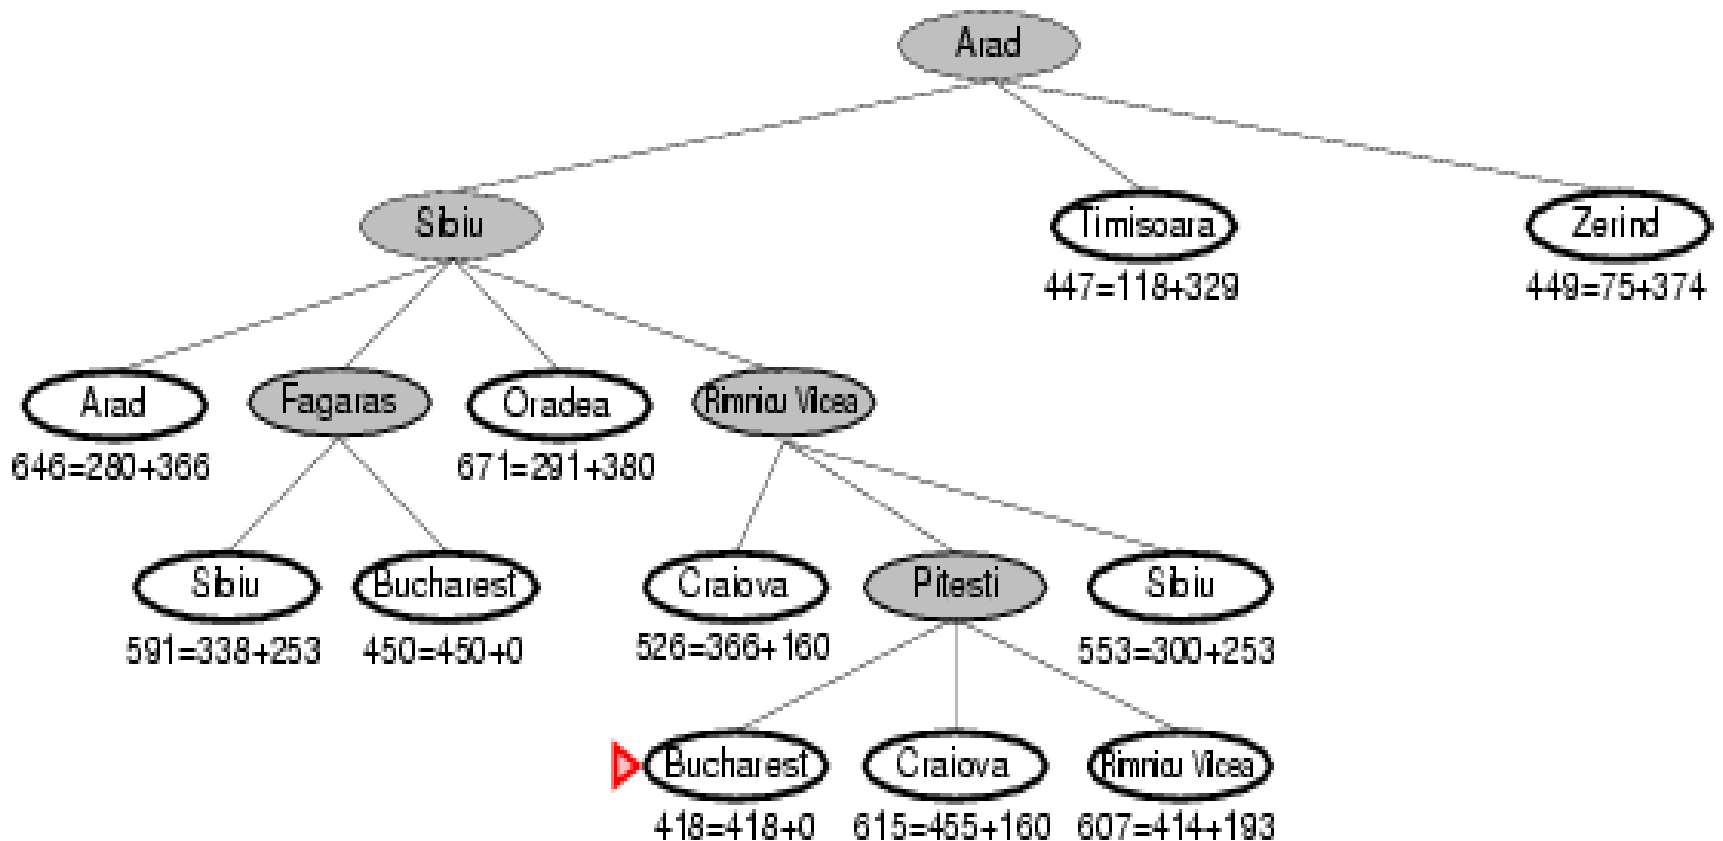 Arad
Sibiu
Timisoara
Zerind
447=118+329
449=75+374
Arad
Fagaras
Oradea
Rimnicu Vilcea
646=280+366
671=291+380
Sibiu
Bucharest
Craiova
Pitesti
Sibiu
591=338+253
450=450+0
526=366+160
553=300+253
Bucharest
Craiova
Rimnicu Vilcea
418=418+0
615=455+160
607=414+193